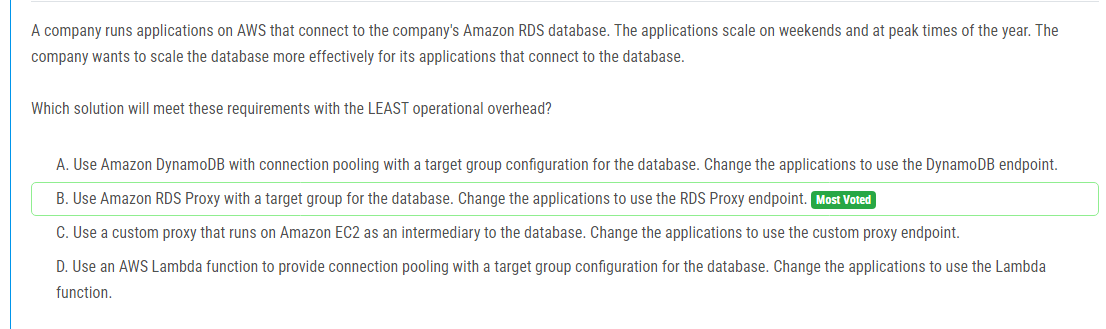 A company runs applications on AWS that connect to the company's Amazon RDS database. The applications scale on weekends and at peak times of the year. The
company wants to scale the database more effectively for its applications that connect to the database.
Which solution will meet these requirements with the LEAST operational overhead?
A. Use Amazon DynamoDB with connection pooling with a target group configuration for the database. Change the applications to use the DynamoDB endpoint.
B. Use Amazon RDS Proxy with a target group for the database. Change the applications to use the RDS Proxy endpoint. Most Voted
C. Use a custom proxy that runs on Amazon EC2 as an intermediary to the database. Change the applications to use the custom proxy endpoint.
D. Use an AWS Lambda function to provide connection pooling with a target group configuration for the database. Change the applications to use the Lambda
function.